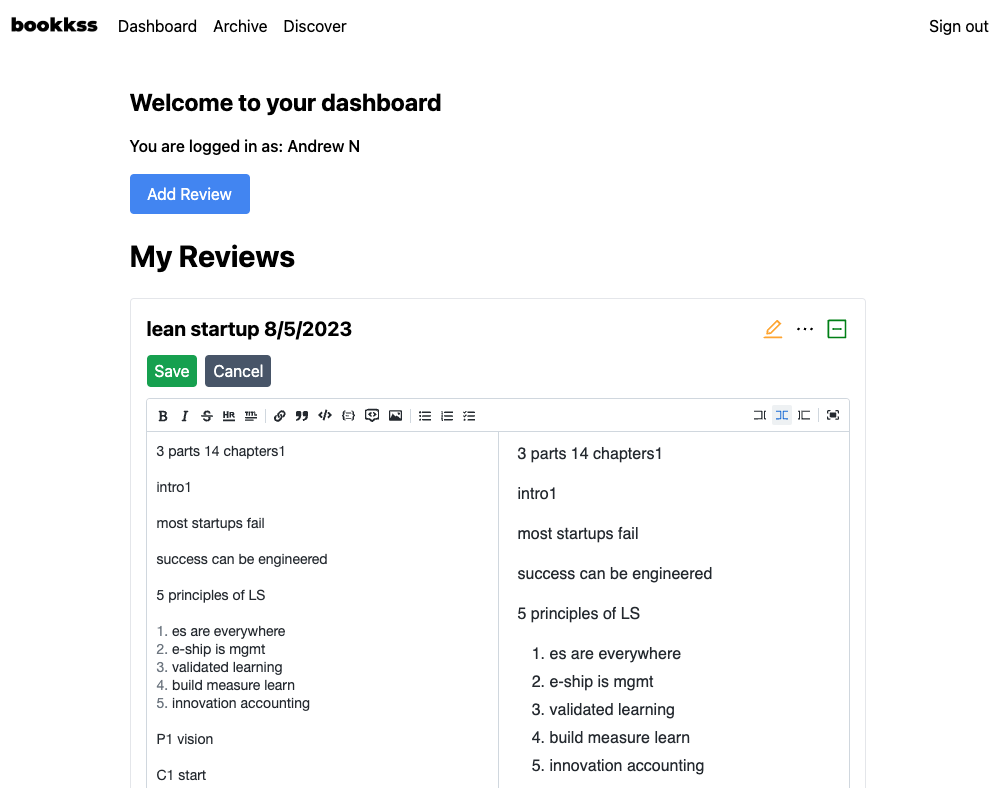 bookkss Dashboard Archive Discover Sign out
Welcome to your dashboard
You are logged in as: Andrew N
Add Review
My Reviews
lean startup 8/5/2023
Save Cancel
3 parts 14 chapters1
intro1
most startups fail
success can be engineered
5 principles of LS
1. es are everywhere
2. e-ship is mgmt
3. validated learning
4. build measure learn
5. innovation accounting
P1 vision
C1 start
3 parts 14 chapters1
intro1
most startups fail
success can be engineered
5 principles of LS
1. es are everywhere
2. e-ship is mgmt
3. validated learning
4. build measure learn
5. innovation accounting